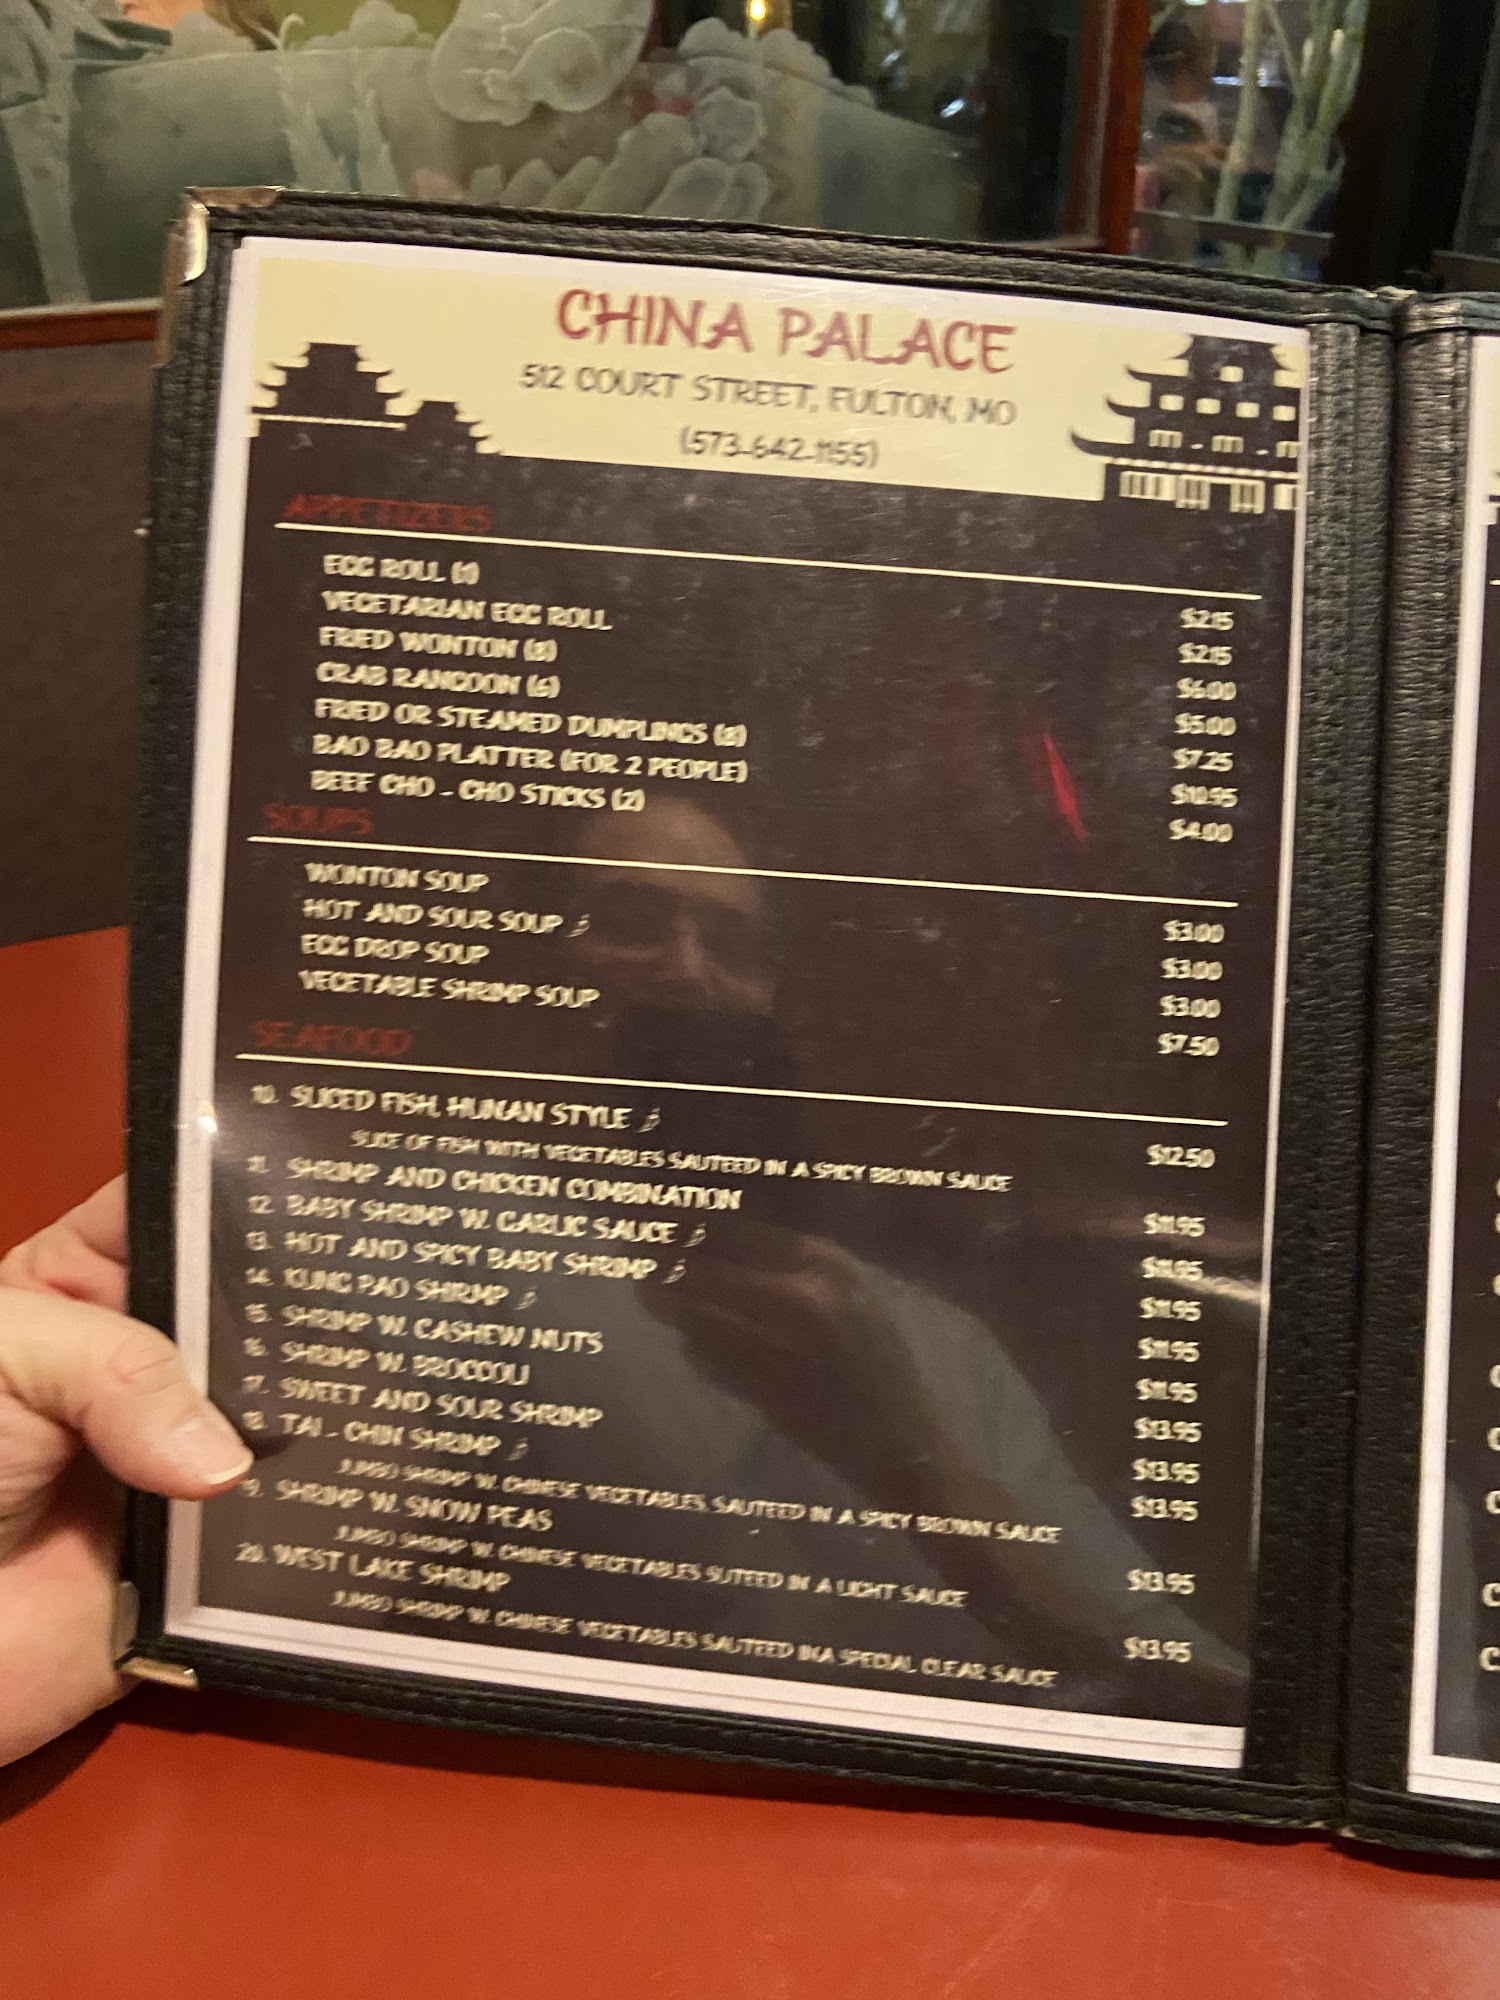 CHINA PALACE
512 COURT STREET, FULTON, MO
(573-642-1155)
APPETIZERS
EGG ROLL (1) $2.15
VEGETARIAN EGG ROLL $2.15
FRIED WONTON (8) $6.00
CRAB RANGOON (6) $5.00
FRIED OR STEAMED DUMPLINGS (8) $7.25
BAO BAO PLATTER (FOR 2 PEOPLE) $10.95
BEEF CHO - CHO STICKS (2) $4.00
SOUPS
WONTON SOUP $3.00
HOT AND SOUR SOUP $3.00
EGG DROP SOUP $3.00
VEGETABLE SHRIMP SOUP $7.50
SEAFOOD
10. SLICED FISH, HUNAN STYLE $12.50
SLICE OF FISH WITH VEGETABLES SAUTEED IN A SPICY BROWN SAUCE
11. SHRIMP AND CHICKEN COMBINATION $11.95
12. BABY SHRIMP W. GARLIC SAUCE $11.95
13. HOT AND SPICY BABY SHRIMP $11.95
14. KUNG PAO SHIRMP $11.95
15. SHRIMP W. CASHEW NUTS $11.95
16. SHRIMP W. BROCCOLI $13.95
17. SWEET AND SOUR SHRIMP $13.95
18. TAI - CHIN SHRIMP $13.95
JUMBO SHRIMP W. CHINESE VEGETABLES SAUTEED IN A SPICY BROWN SAUCE
9. SHRIMP W. SNOW PEAS $13.95
JUMBO SHRIMP W. CHINESE VEGETABLES SUTEED IN A LIGHT SAUCE
20. WEST LAKE SHRIMP $13.95
JUMBO SHRIMP W. CHINESE VEGETABLES SAUTEED IN A SPECIAL CLEAR SAUCE